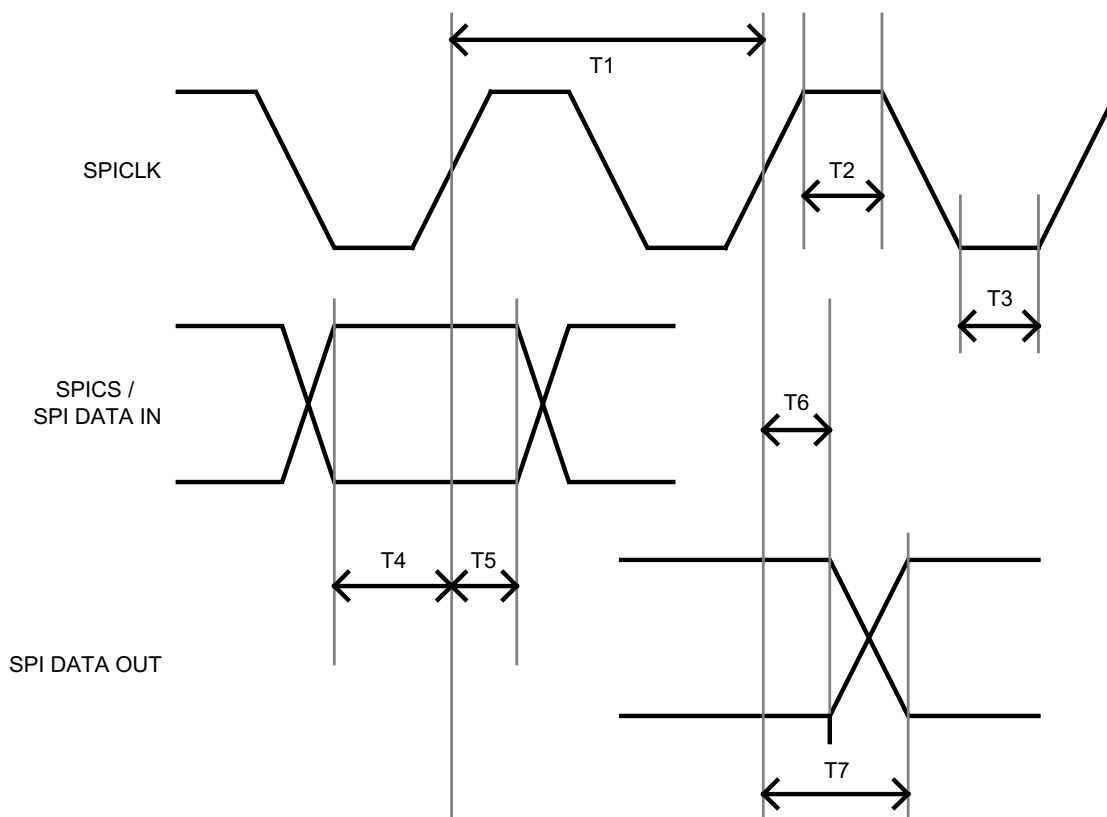 T1
SPICLK
T2
T3
SPICS /
SPI DATA IN
T6
T4
T5
SPI DATA OUT
T7